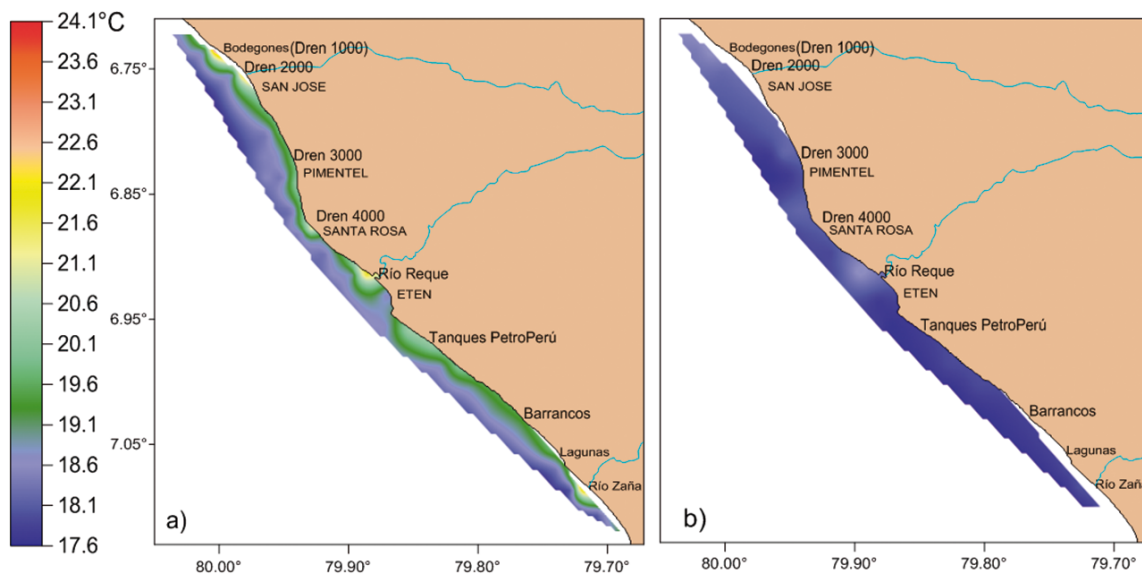 24.1°C
23.6
23.1
22.6
22.1
21.6
21.1
20.6
20.1
19.6
19.1
18.6
18.1
17.6
6.75°
6.85°
6.95°
7.05°
Bodegones (Dren 1000)
Dren 2000
SAN JOSE
Dren 3000
PIMENTEL
Dren 4000
SANTA ROSA
Río Reque
ETEN
Tanques PetroPerú
Barrancos
Lagunas
Río Zaña
a)
80.00°
79.90°
79.80°
79.70°
Bodegones (Dren 1000)
Dren 2000
SAN JOSE
Dren 3000
PIMENTEL
Dren 4000
SANTA ROSA
Río Reque
ETEN
Tanques PetroPerú
Barrancos
Lagunas
Río Zaña
b)
80.00°
79.90°
79.80°
79.70°